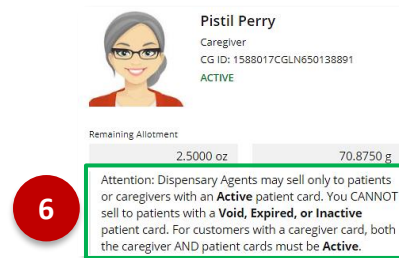 Pistil Perry
Caregiver
CG ID: 1588017CGLN650138891
ACTIVE
Remaining Allotment
2.5000 oz 70.8750 g
6
Attention: Dispensary Agents may sell only to patients
or caregivers with an Active patient card. You CANNOT
sell to patients with a Void, Expired, or Inactive
patient card. For customers with a caregiver card, both
the caregiver AND patient cards must be Active.